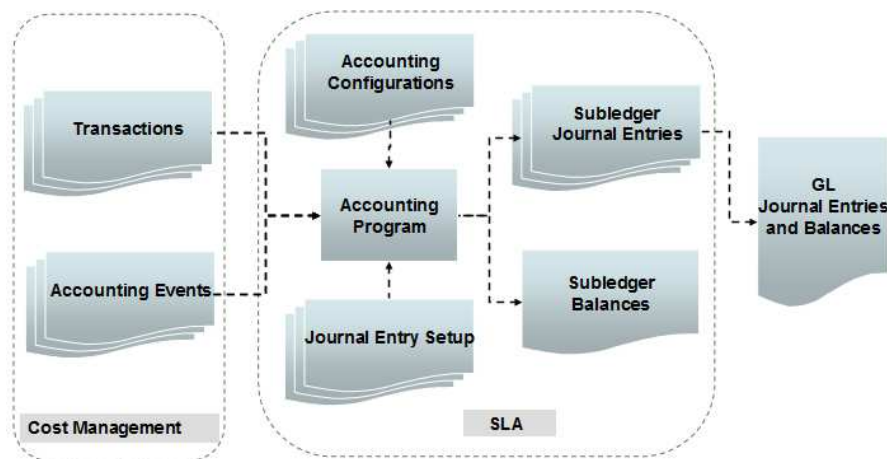 Accounting
Configurations
Transactions
Subledger
Journal Entries
Accounting
Program
GL
Journal Entries
and Balances
Accounting Events
Subledger
Balances
Journal Entry Setup
Cost Management
SLA